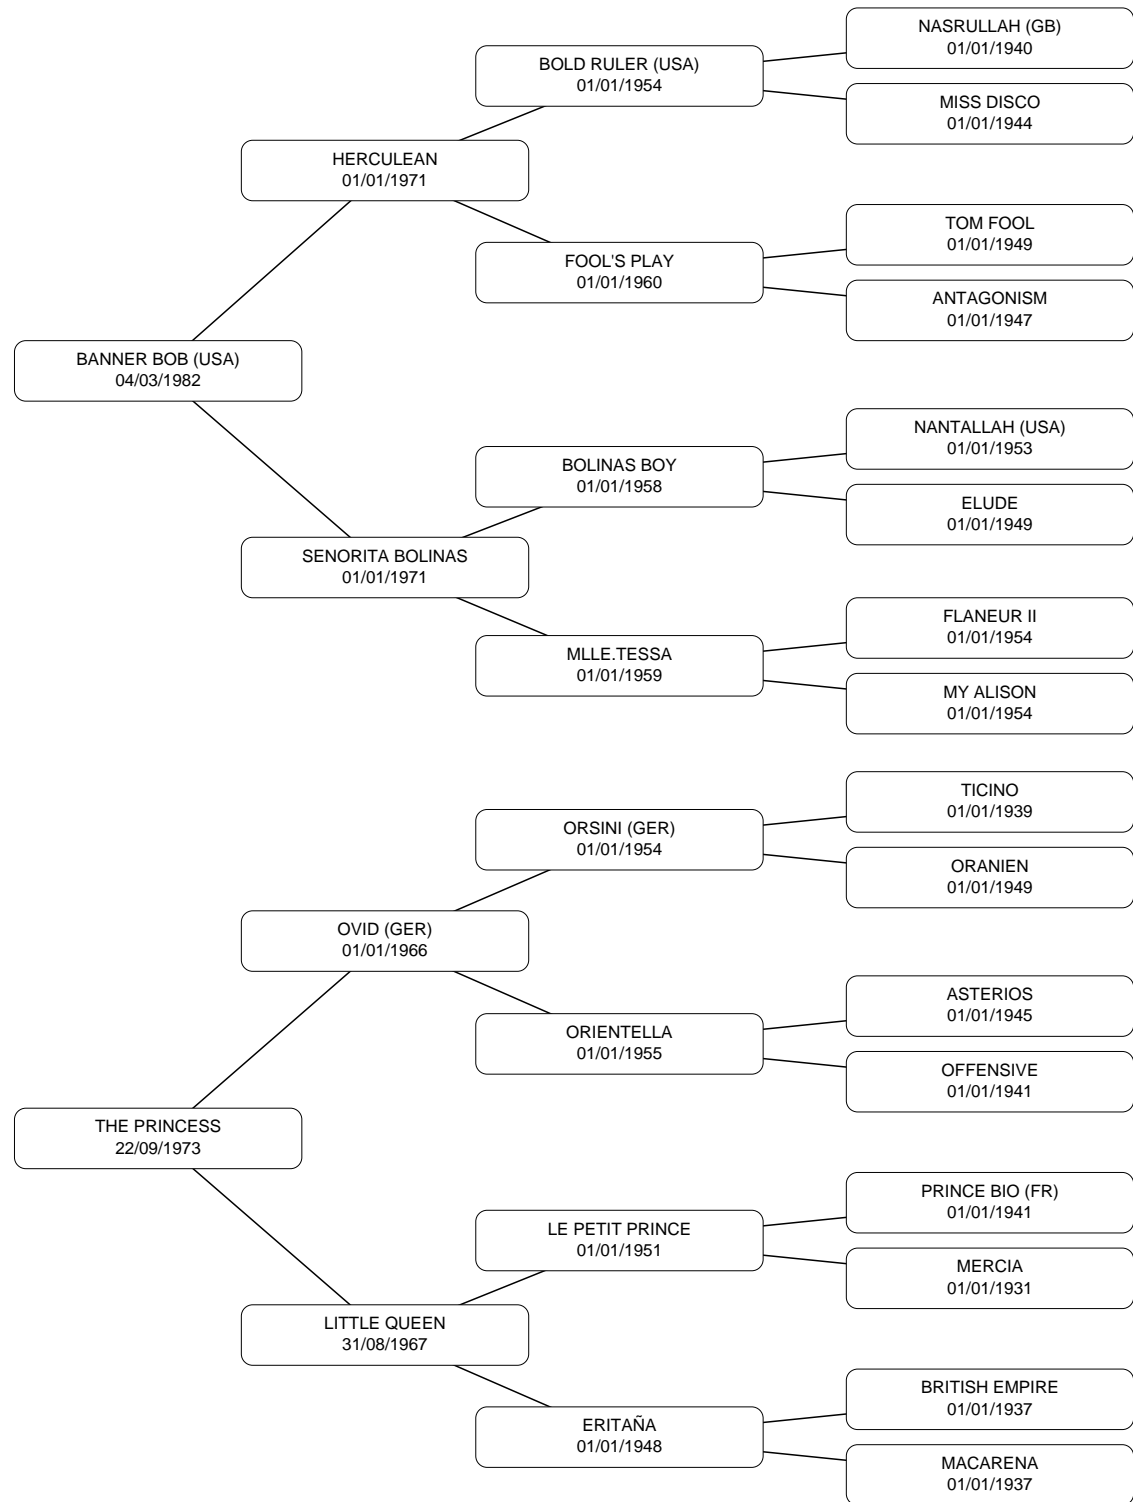 NASRULLAH (GB)
01/01/1940
BOLD RULER (USA)
01/01/1954
MISS DISCO
01/01/1944
HERCULEAN
01/01/1971
TOM FOOL
01/01/1949
FOOL'S PLAY
01/01/1960
ANTAGONISM
01/01/1947
BANNER BOB (USA)
04/03/1982
NANTALLAH (USA)
01/01/1953
BOLINAS BOY
01/01/1958
ELUDE
01/01/1949
SENORITA BOLINAS
01/01/1971
FLANEUR II
01/01/1954
MLLE.TESSA
01/01/1959
MY ALISON
01/01/1954
TICINO
01/01/1939
ORSINI (GER)
01/01/1954
ORANIEN
01/01/1949
OVID (GER)
01/01/1966
ASTERIOS
01/01/1945
ORIENTELLA
01/01/1955
OFFENSIVE
01/01/1941
THE PRINCESS
22/09/1973
PRINCE BIO (FR)
01/01/1941
LE PETIT PRINCE
01/01/1951
MERCIA
01/01/1931
LITTLE QUEEN
31/08/1967
BRITISH EMPIRE
01/01/1937
ERITAÑA
01/01/1948
MACARENA
01/01/1937